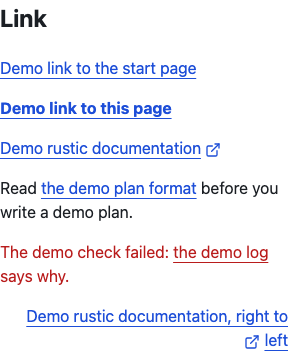 Link
Demo link to the start page
Demo link to this page
Demo rustic documentation
Read the demo plan format before you
write a demo plan.
The demo check failed: the demo log
says why.
Demo rustic documentation, right to
left